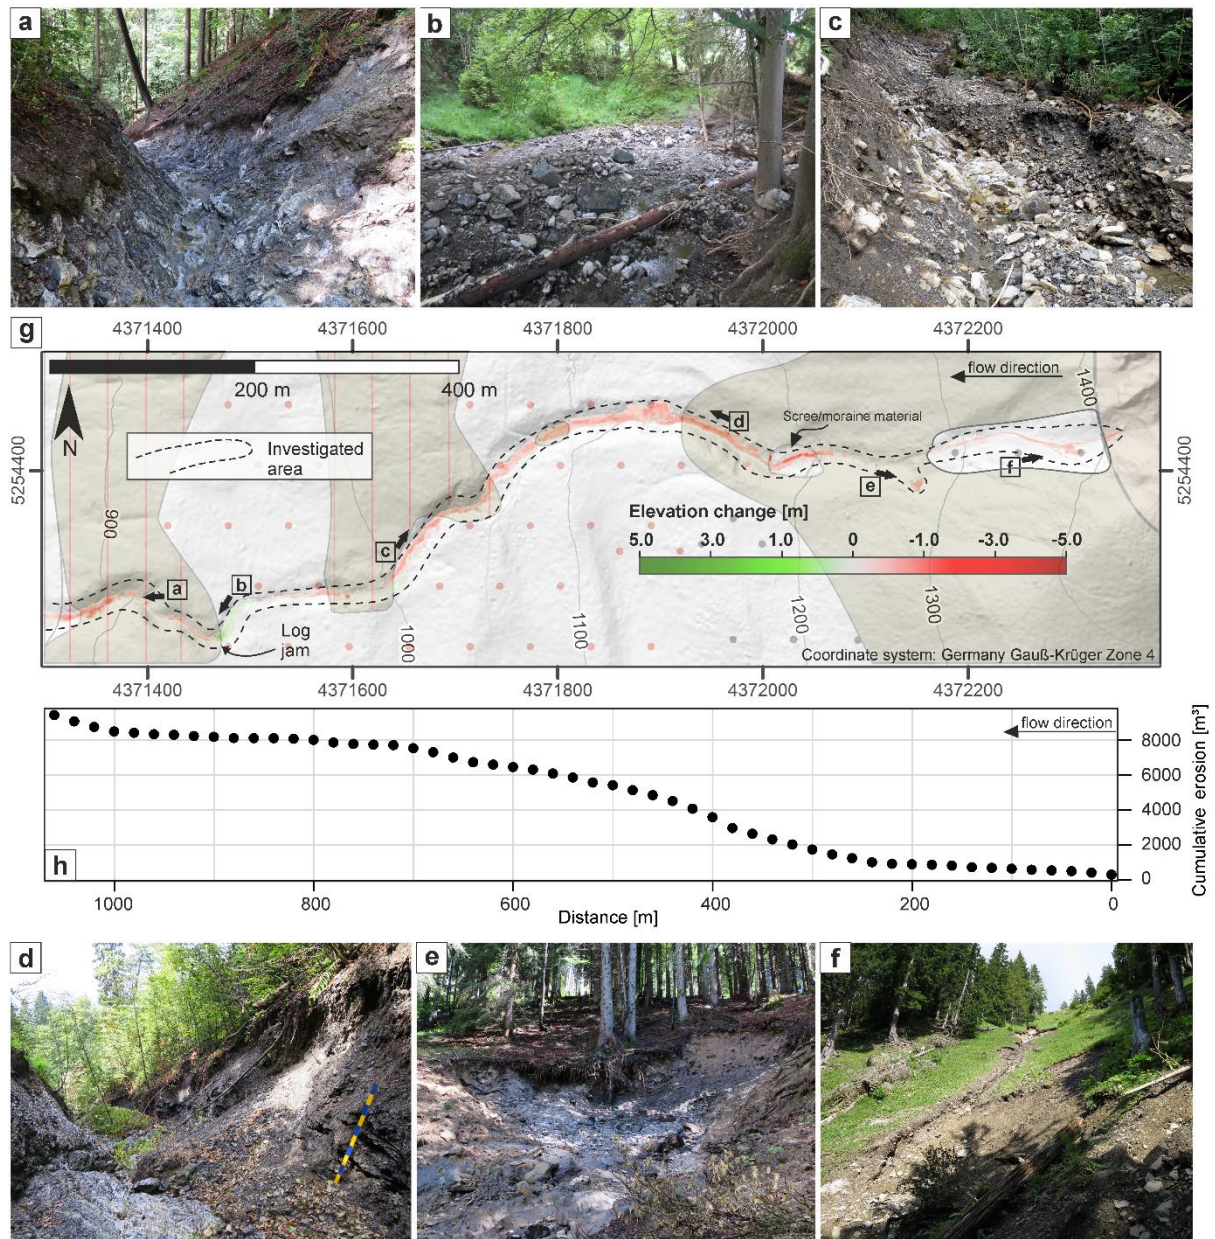 a
b
c
g
4371400
4371600
4371800
4372000
4372200
200 m
400 m
flow direction
1400
N
Investigated
area
d
Scree/moraine material
5254400
5254400
e
f
900
Elevation change [m]
5.0
3.0
1.0
0
-1.0
-3.0
-5.0
c
a
b
Log
jam
1000
1100
1200
1300
Coordinate system: Germany Gauß-Krüger Zone 4
4371400
4371600
4371800
4372000
4372200
flow direction
8000
6000
4000
2000
0
Cumulative erosion [m³]
h
1000
800
600
400
200
0
Distance [m]
d
e
f